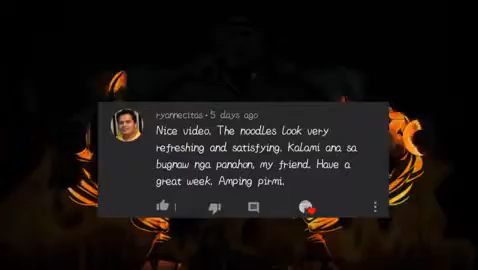 ryannecitas • 5 days ago
Nice video. The noodles look very
refreshing and satisfying. Kalami ana sa
bugnaw nga panahon, my friend. Have a
great week. Amping pirmi.
1